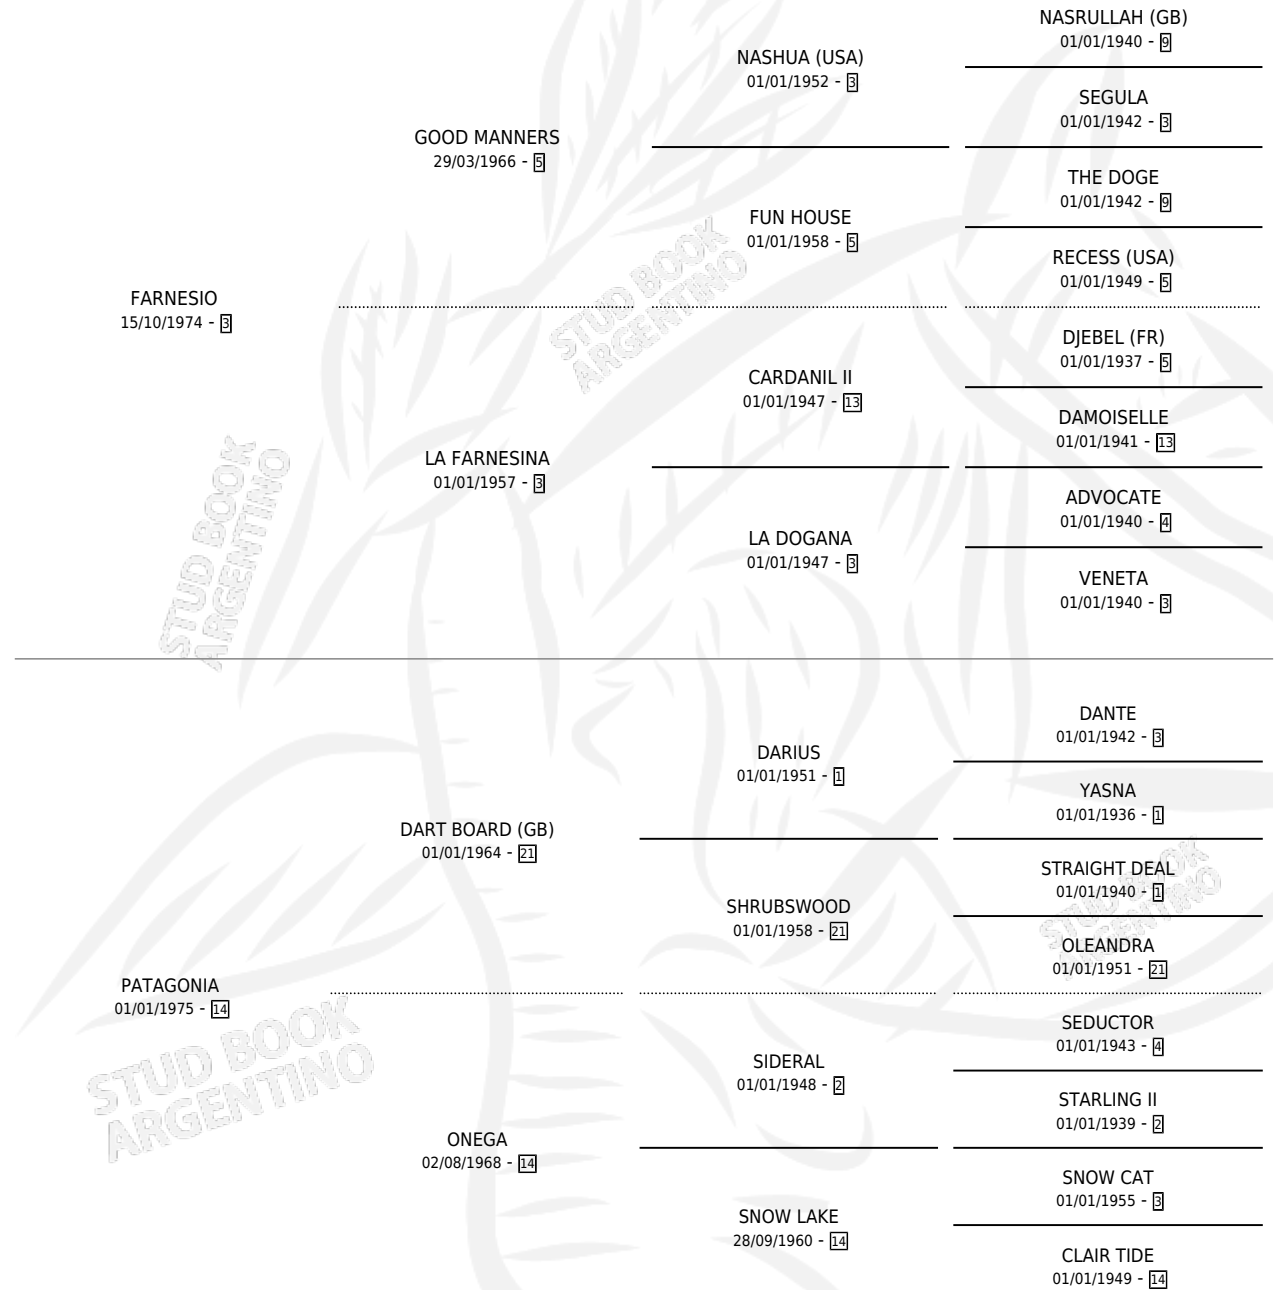 NASRULLAH (GB)
01/01/1940 - 9
NASHUA (USA)
01/01/1952 - 3
SEGULA
01/01/1942 - 3
GOOD MANNERS
29/03/1966 - 5
THE DOGE
01/01/1942 - 9
FUN HOUSE
01/01/1958 - 5
RECESS (USA)
01/01/1949 - 5
FARNESIO
15/10/1974 - 3
DJEBEL (FR)
01/01/1937 - 5
CARDANIL II
01/01/1947 - 13
DAMOISELLE
01/01/1941 - 13
LA FARNESINA
01/01/1957 - 3
ADVOCATE
01/01/1940 - 4
LA DOGANA
01/01/1947 - 3
VENETA
01/01/1940 - 3
DANTE
01/01/1942 - 3
DARIUS
01/01/1951 - 1
YASNA
01/01/1936 - 1
DART BOARD (GB)
01/01/1964 - 21
STRAIGHT DEAL
01/01/1940 - 1
SHRUBSWOOD
01/01/1958 - 21
OLEANDRA
01/01/1951 - 21
PATAGONIA
01/01/1975 - 14
SEDUCTOR
01/01/1943 - 4
SIDERAL
01/01/1948 - 2
STARLING II
01/01/1939 - 2
ONEGA
02/08/1968 - 14
SNOW CAT
01/01/1955 - 3
SNOW LAKE
28/09/1960 - 14
CLAIR TIDE
01/01/1949 - 14
STUD BOOK
ARGENTINO
STUD BOOK
ARGENTINO
STUD BOOK
ARGENTINO
STUD BOOK
ARGENTINO